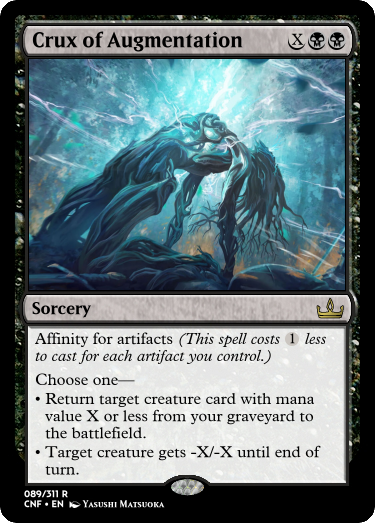 Crux of Augmentation X
Sorcery
Affinity for artifacts (This spell costs 1 less
to cast for each artifact you control.)
Choose one—
• Return target creature card with mana
value X or less from your graveyard to
the battlefield.
• Target creature gets -X/-X until end of
turn.
089/311 R
CNF • EN Yasushi Matsuoka